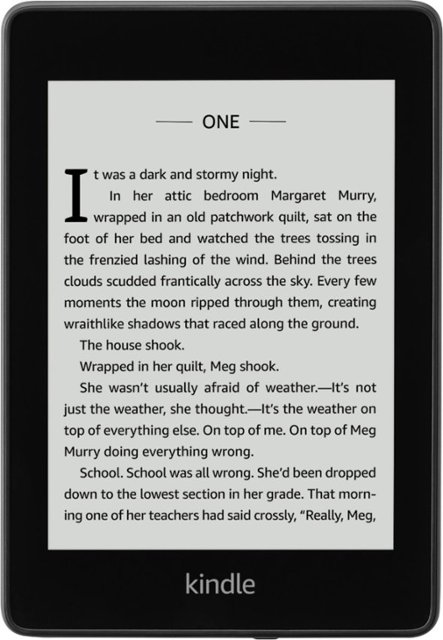 ONE
It was a dark and stormy night.
In her attic bedroom Margaret Murry,
wrapped in an old patchwork quilt, sat on the
foot of her bed and watched the trees tossing in
the frenzied lashing of the wind. Behind the trees
clouds scudded frantically across the sky. Every few
moments the moon ripped through them, creating
wraithlike shadows that raced along the ground.
The house shook.
Wrapped in her quilt, Meg shook.
She wasn’t usually afraid of weather.—It’s not
just the weather, she thought.—It’s the weather on
top of everything else. On top of me. On top of Meg
Murry doing everything wrong.
School. School was all wrong. She’d been dropped
down to the lowest section in her grade. That morn-
ing one of her teachers had said crossly, “Really, Meg,
kindle